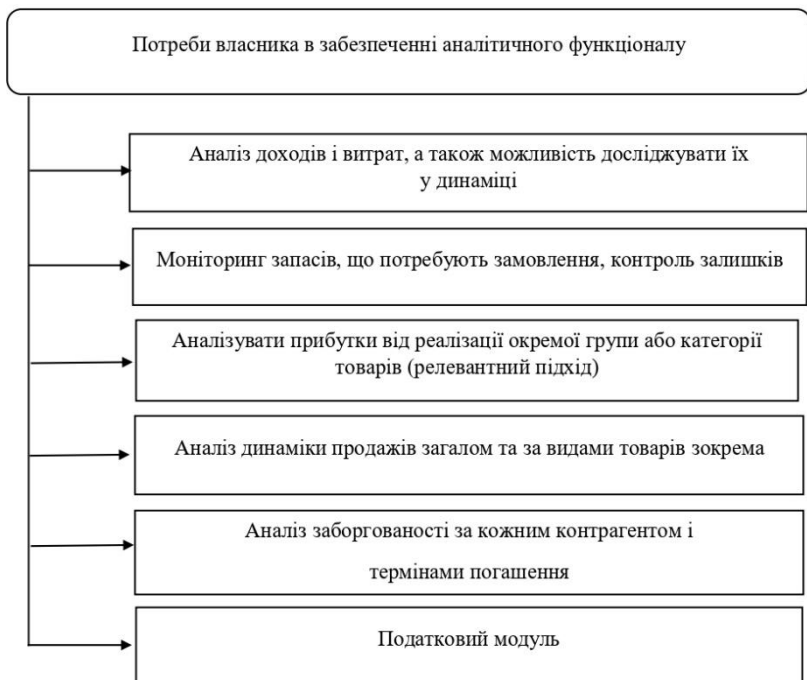 Потреби власника в забезпеченні аналітичного функціоналу
Аналіз доходів і витрат, а також можливість досліджувати їх
у динаміці
Моніторинг запасів, що потребують замовлення, контроль залишків
Аналізувати прибутки від реалізації окремої групи або категорії
товарів (релевантний підхід)
Аналіз динаміки продажів загалом та за видами товарів зокрема
Аналіз заборгованості за кожним контрагентом і
термінами погашення
Податковий модуль